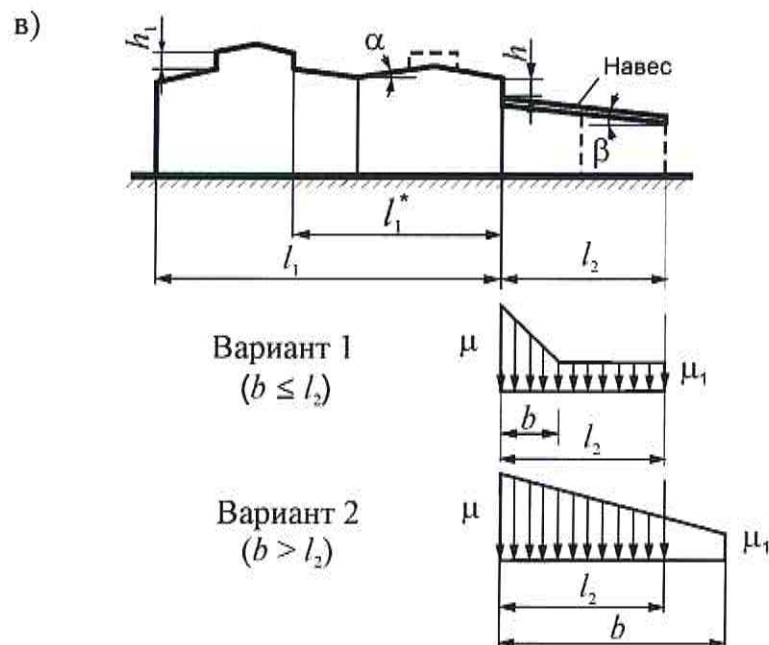 в)
h₁
α
h
Навес
β
l₁*
l₁
l₂
Вариант 1
(b ≤ l₂)
μ
μ₁
b
l₂
Вариант 2
(b > l₂)
μ
μ₁
l₂
b